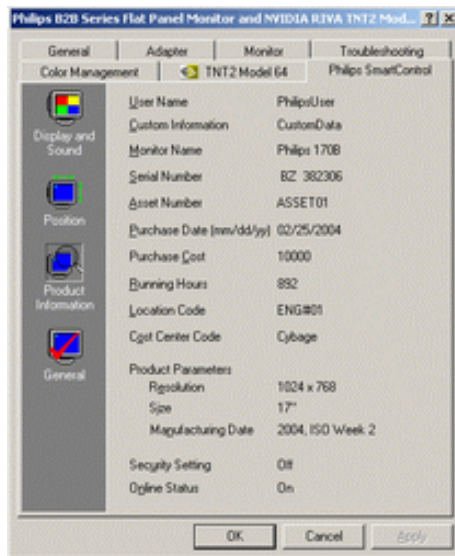 Philips B2B Series Flat Panel Monitor and NVIDIA RIVA TNT2 Mod... ? X
General Adapter Monitor Troubleshooting
Color Management TNT2 Model 64 Philips SmartControl
Display and Sound
Position
Product Information
General
User Name PhilipsUser
Custom Information CustomData
Monitor Name Philips 170B
Serial Number BZ 382306
Asset Number ASSET01
Purchase Date (mm/dd/yy) 02/25/2004
Purchase Cost 10000
Running Hours 892
Location Code ENG#01
Cost Center Code Cybage
Product Parameters
Resolution 1024 x 768
Size 17"
Manufacturing Date 2004, ISO Week 2
Security Setting Off
Online Status On
OK Cancel Apply